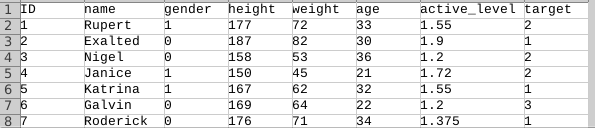 1 ID name gender height weight age active_level target
2 1 Rupert 1 177 72 33 1.55 2
3 2 Exalted 0 187 82 30 1.9 1
4 3 Nigel 0 158 53 36 1.2 2
5 4 Janice 1 150 45 21 1.72 2
6 5 Katrina 1 167 62 32 1.55 1
7 6 Galvin 0 169 64 22 1.2 3
8 7 Roderick 0 176 71 34 1.375 1